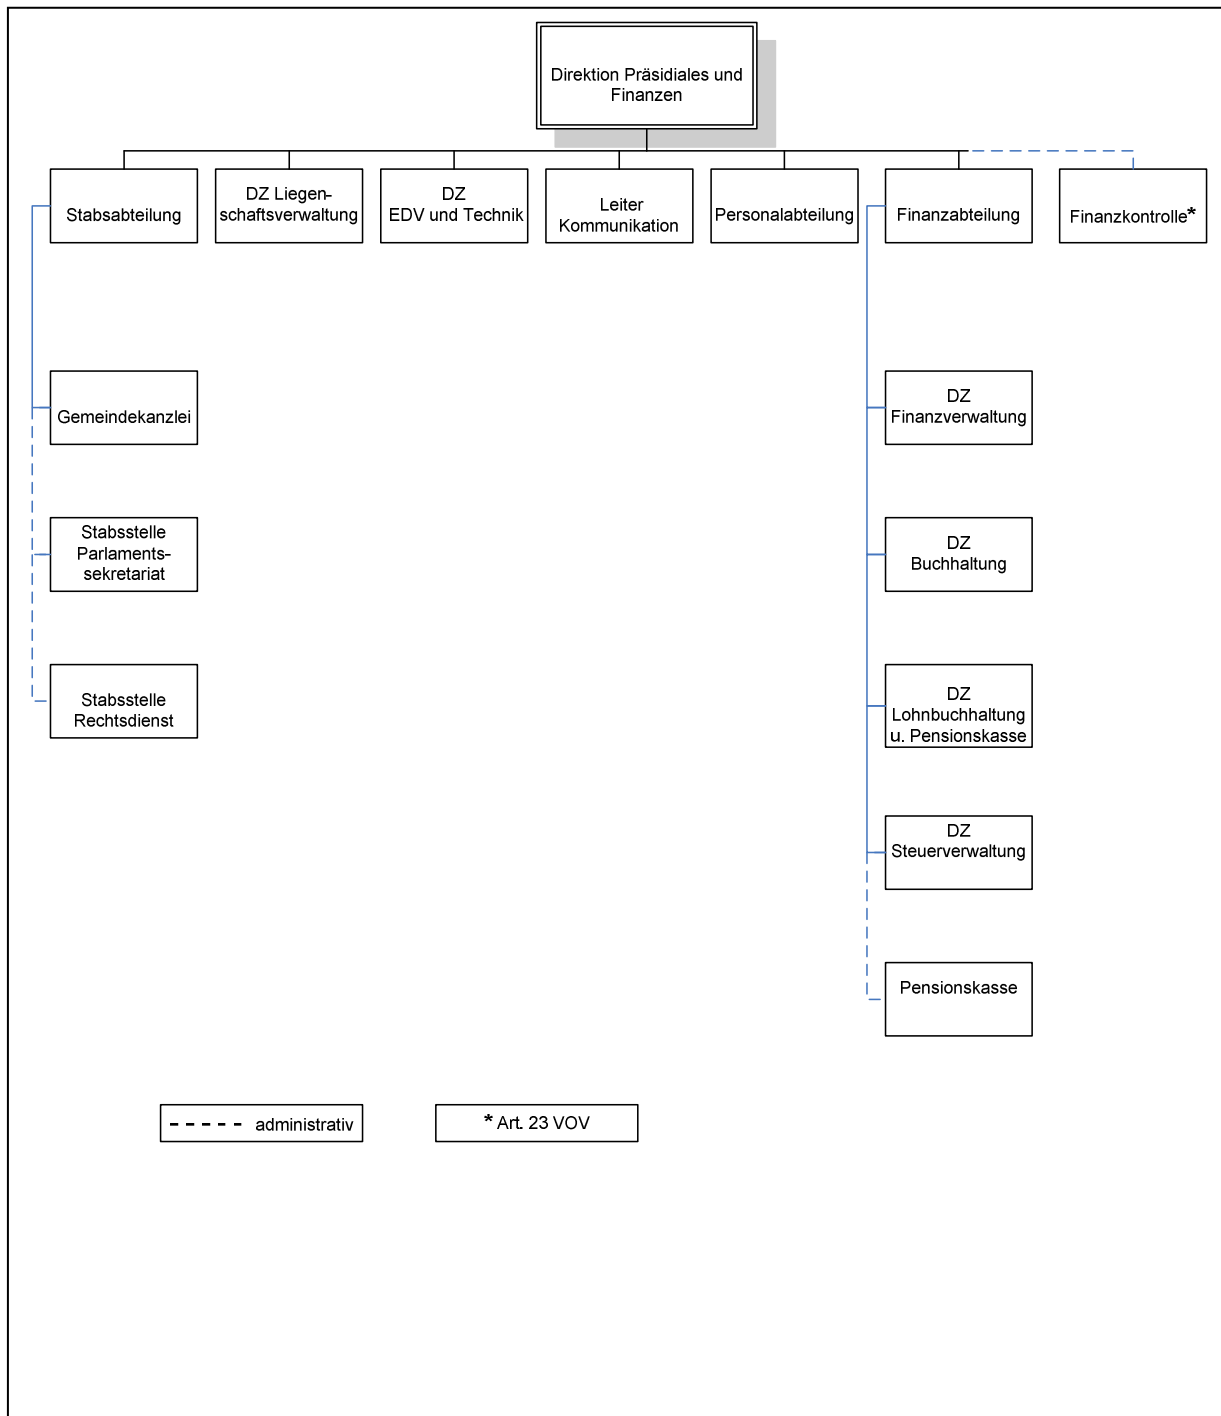 Direktion Präsidiales und
Finanzen
Stabsabteilung
DZ Liegen-
schaftsverwaltung
DZ
EDV und Technik
Leiter
Kommunikation
Personalabteilung
Finanzabteilung
Finanzkontrolle*
Gemeindekanzlei
Stabsstelle
Parlaments-
sekretariat
Stabsstelle
Rechtsdienst
DZ
Finanzverwaltung
DZ
Buchhaltung
DZ
Lohnbuchhaltung
u. Pensionskasse
DZ
Steuerverwaltung
Pensionskasse
administrativ
* Art. 23 VOV